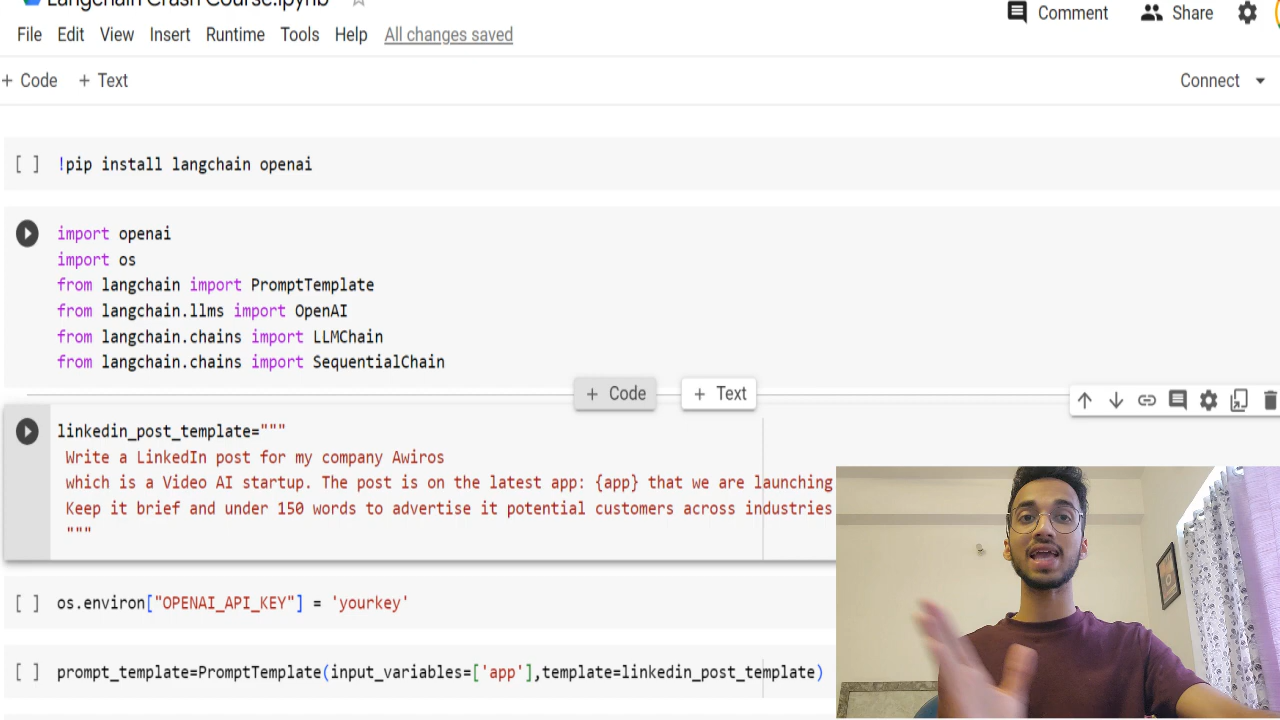 Langchain Crash Course.ipynb
Comment Share
File Edit View Insert Runtime Tools Help All changes saved
+ Code + Text Connect
[ ] !pip install langchain openai
import openai
import os
from langchain import PromptTemplate
from langchain.llms import OpenAI
from langchain.chains import LLMChain
from langchain.chains import SequentialChain
+ Code + Text
linkedin_post_template="""
Write a LinkedIn post for my company Awiros
which is a Video AI startup. The post is on the latest app: {app} that we are launching
Keep it brief and under 150 words to advertise it potential customers across industries
"""
[ ] os.environ["OPENAI_API_KEY"] = 'yourkey'
[ ] prompt_template=PromptTemplate(input_variables=['app'],template=linkedin_post_template)